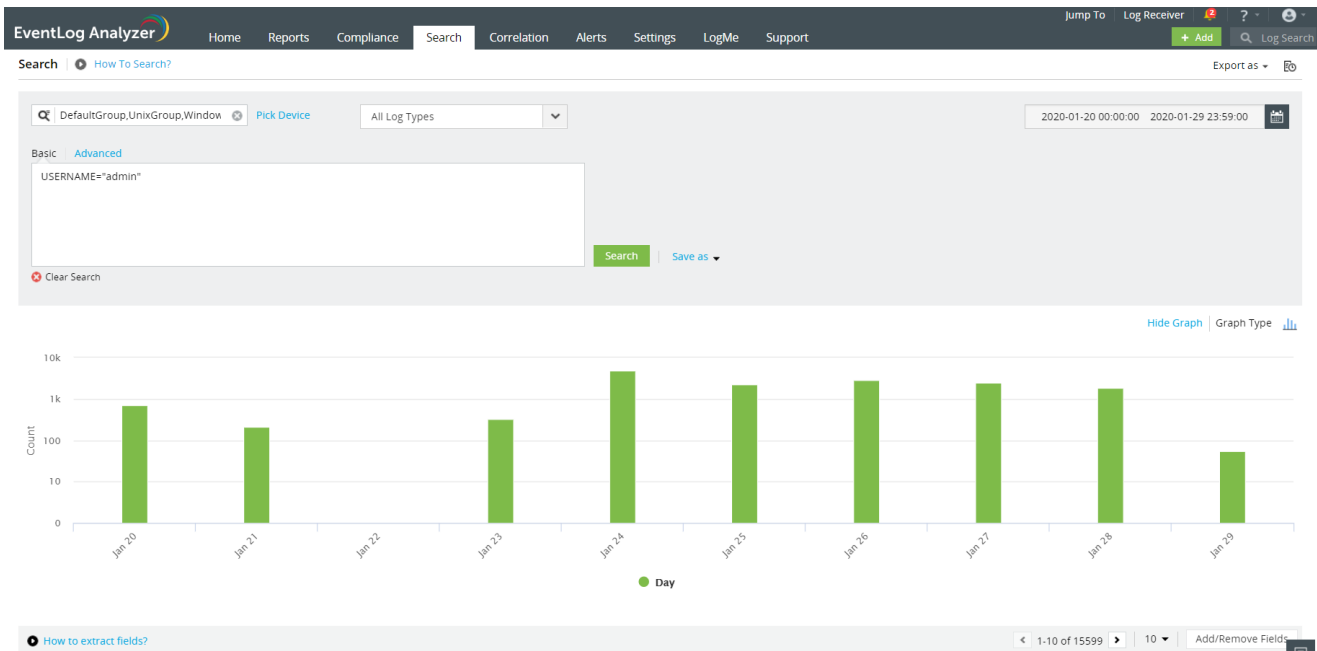 Jump To Log Receiver 2 ?
EventLog Analyzer Home Reports Compliance Search Correlation Alerts Settings LogMe Support + Add Log Search
Search How To Search? Export as
DefaultGroup,UnixGroup,Window Pick Device All Log Types 2020-01-20 00:00:00 2020-01-29 23:59:00
Basic Advanced
USERNAME="admin"
Search Save as
Clear Search
Hide Graph Graph Type
10k
1k
100
10
0
Count
Jan 20 Jan 21 Jan 22 Jan 23 Jan 24 Jan 25 Jan 26 Jan 27 Jan 28 Jan 29
Day
How to extract fields? 1-10 of 15599 10 Add/Remove Fields